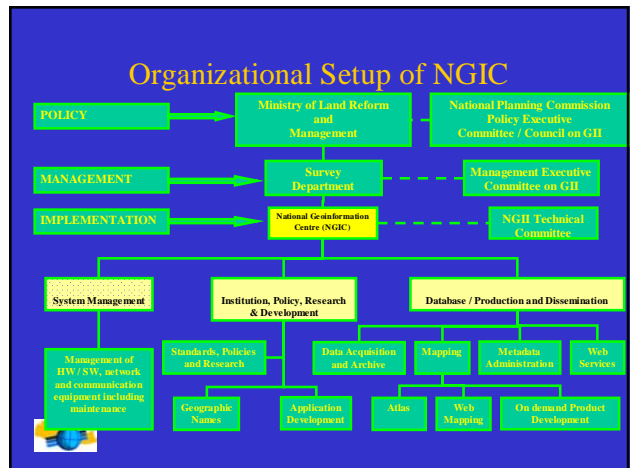 Organizational Setup of NGIC
POLICY
Ministry of Land Reform
and
Management
National Planning Commission
Policy Executive
Committee / Council on GII
MANAGEMENT
Survey
Department
Management Executive
Committee on GII
IMPLEMENTATION
National Geoinformation
Centre (NGIC)
NGII Technical
Committee
System Management
Institution, Policy, Research
& Development
Database / Production and Dissemination
Management of
HW / SW, network
and communication
equipment including
maintenance
Standards, Policies
and Research
Data Acquisition
and Archive
Mapping
Metadata
Administration
Web
Services
Geographic
Names
Application
Development
Atlas
Web
Mapping
On demand Product
Development